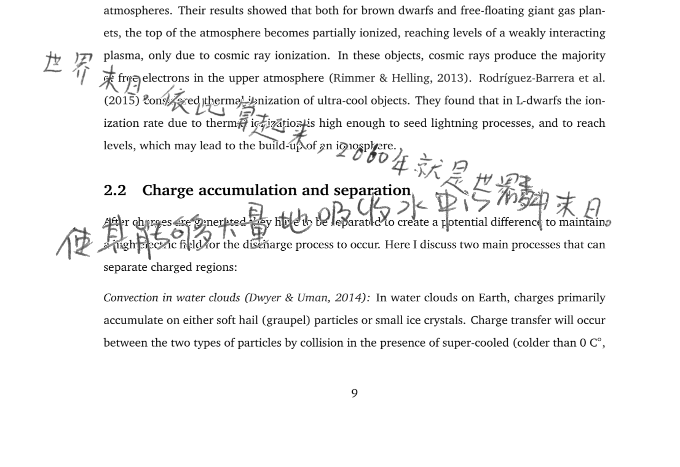 atmospheres. Their results showed that both for brown dwarfs and free-floating giant gas plan-
ets, the top of the atmosphere becomes partially ionized, reaching levels of a weakly interacting
plasma, only due to cosmic ray ionization. In these objects, cosmic rays produce the majority
世界末日?
of free electrons in the upper atmosphere (Rimmer & Helling, 2013). Rodríguez-Barrera et al.
(2015) considered thermal ionization of ultra-cool objects. They found that in L-dwarfs the ion-
依此算起来,2060年就是世界末日。
ization rate due to thermal ionization is high enough to seed lightning processes, and to reach
levels, which may lead to the build-up of an ionosphere.
2.2 Charge accumulation and separation
After charges are generated they have to be separated to create a potential difference to maintain
使其能够大量地吸收水中污
a high electric field for the discharge process to occur. Here I discuss two main processes that can
separate charged regions:
Convection in water clouds (Dwyer & Uman, 2014): In water clouds on Earth, charges primarily
accumulate on either soft hail (graupel) particles or small ice crystals. Charge transfer will occur
between the two types of particles by collision in the presence of super-cooled (colder than 0 C°,
9